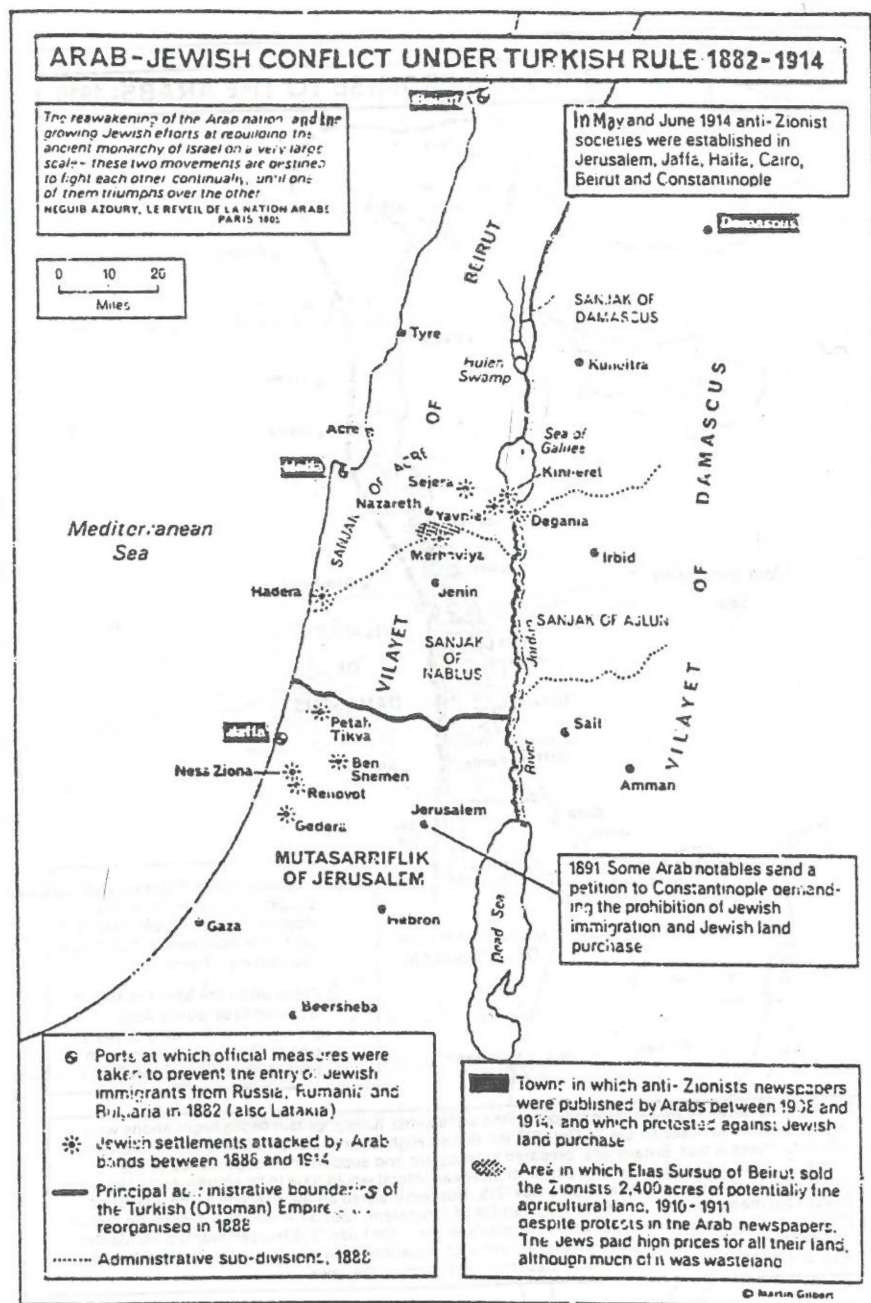 ARAB-JEWISH CONFLICT UNDER TURKISH RULE 1882-1914
Beirut
The reawakening of the Arab nation and the
growing Jewish efforts at rebuilding the
ancient monarchy of Israel on a very large
scale - these two movements are destined
to fight each other continually, until one
of them triumphs over the other
NEGUIB AZOURY, LE REVEIL DE LA NATION ARABE
PARIS 1905
In May and June 1914 anti-Zionist
societies were established in
Jerusalem, Jaffa, Haifa, Cairo,
Beirut and Constantinople
Damascus
0 10 20
Miles
BEIRUT
SANJAK OF
DAMASCUS
Tyre
Huleh
Swamp
Kuneitra
OF
DAMASCUS
Acre
Sea of
Galilee
Haifa
SANJAK OF ACRE
Sejera
Kinneret
Nazareth
Yavniel
Degania
Mediterranean
Sea
Merhaviya
Irbid
OF
Hadera
Jenin
VILAYET
SANJAK
OF
NABLUS
Jordan
SANJAK OF AJLUN
VILAYET
Petah
Tikva
Jaffa
Salt
Ness Ziona
Ben
Shemen
River
Rehovot
Amman
Gedera
Jerusalem
MUTASARRIFLIK
OF JERUSALEM
1891 Some Arab notables send a
petition to Constantinople demand-
ing the prohibition of Jewish
immigration and Jewish land
purchase
Gaza
Hebron
Dead Sea
Beersheba
Ports at which official measures were
taken to prevent the entry of Jewish
immigrants from Russia, Rumania and
Bulgaria in 1882 (also Latakia)
Jewish settlements attacked by Arab
bands between 1886 and 1914
Principal administrative boundaries of
the Turkish (Ottoman) Empire
reorganised in 1888
Administrative sub-divisions, 1888
Towns in which anti-Zionists newspapers
were published by Arabs between 1908 and
1914, and which protested against Jewish
land purchase
Area in which Elias Sursuq of Beirut sold
the Zionists 2,400 acres of potentially fine
agricultural land, 1910-1911
despite protests in the Arab newspapers.
The Jews paid high prices for all their land,
although much of it was wasteland
© Martin Gilbert